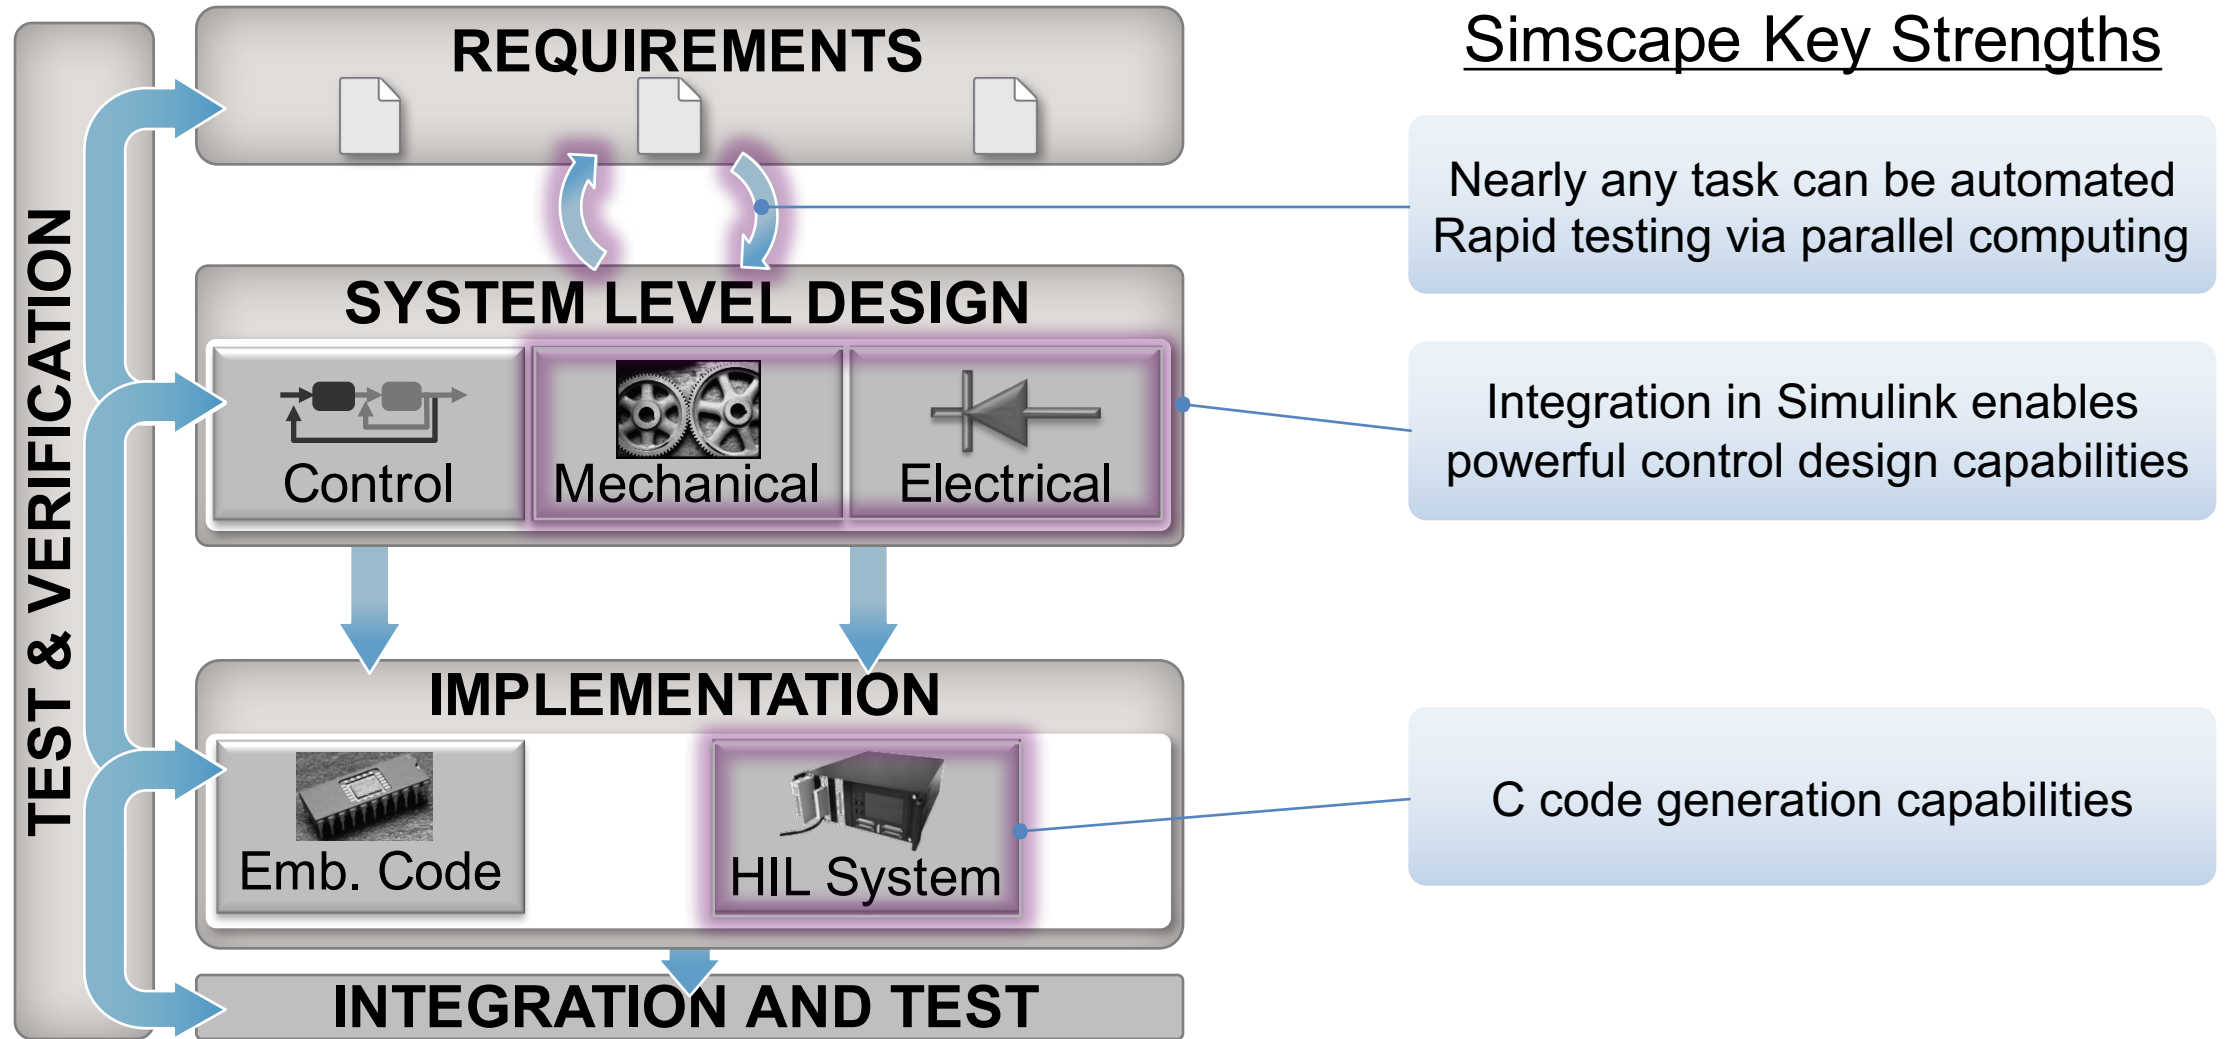 REQUIREMENTS
SYSTEM LEVEL DESIGN
Control
Mechanical
Electrical
IMPLEMENTATION
Emb. Code
HIL System
INTEGRATION AND TEST
TEST & VERIFICATION
Simscape Key Strengths
Nearly any task can be automated
Rapid testing via parallel computing
Integration in Simulink enables
powerful control design capabilities
C code generation capabilities